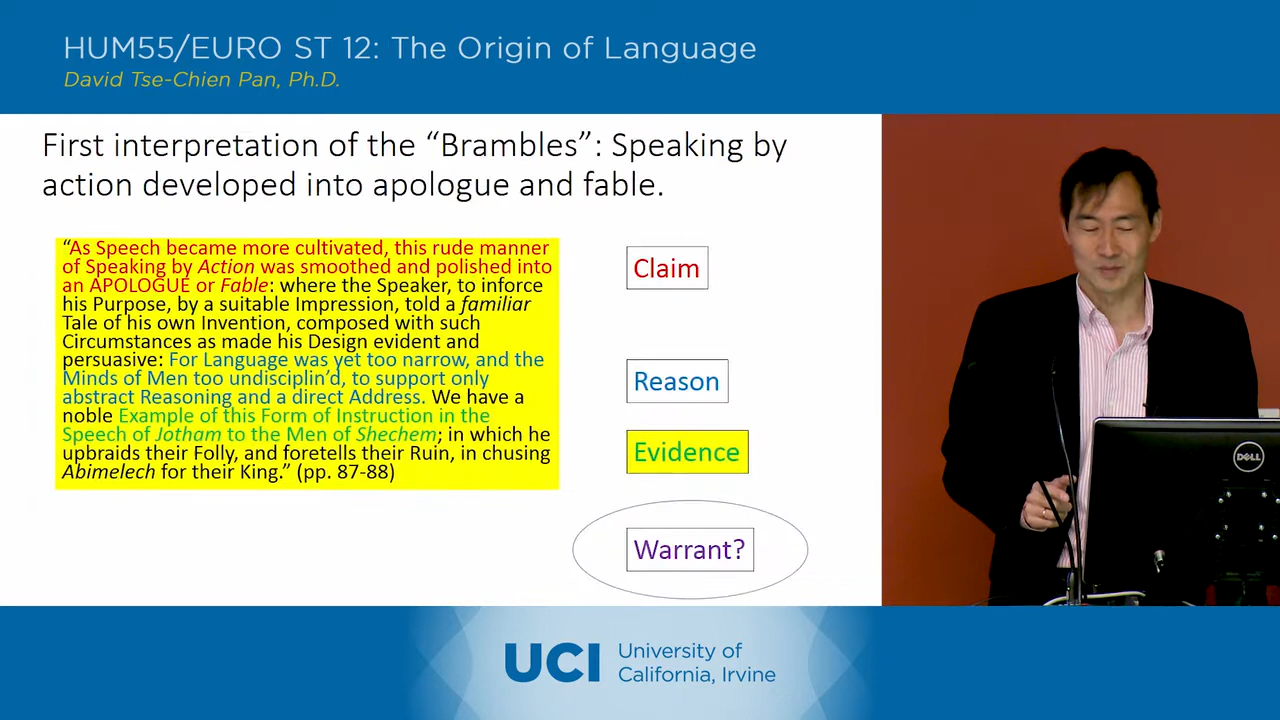 HUM55/EURO ST 12: The Origin of Language
David Tse-Chien Pan, Ph.D.
First interpretation of the “Brambles”: Speaking by
action developed into apologue and fable.
“As Speech became more cultivated, this rude manner
of Speaking by Action was smoothed and polished into
an APOLOGUE or Fable: where the Speaker, to inforce
his Purpose, by a suitable Impression, told a familiar
Tale of his own Invention, composed with such
Circumstances as made his Design evident and
persuasive: For Language was yet too narrow, and the
Minds of Men too undisciplin’d, to support only
abstract Reasoning and a direct Address. We have a
noble Example of this Form of Instruction in the
Speech of Jotham to the Men of Shechem; in which he
upbraids their Folly, and foretells their Ruin, in chusing
Abimelech for their King.” (pp. 87-88)
Claim
Reason
Evidence
Warrant?
DELL
UCI
University of
California, Irvine